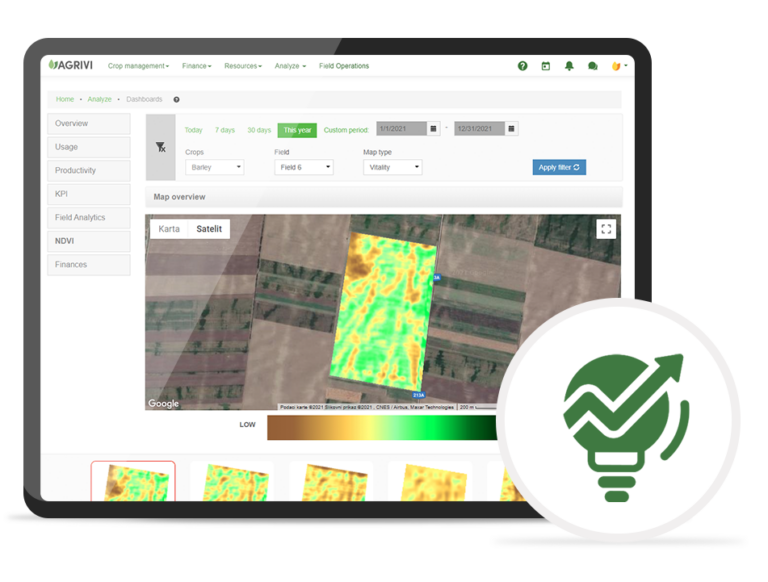 AGRIVI Crop management Finance Resources Analyze Field Operations
Home • Analyze • Dashboards
Overview
Usage
Productivity
KPI
Field Analytics
NDVI
Finances
Today 7 days 30 days This year Custom period: 1/1/2021 - 12/31/2021
Crops Field Map type
Barley Field 6 Vitality Apply filter
Map overview
Karta Satelit
Google
Podaci karte ©2021 Slikovni prikaz ©2021 , CNES / Airbus, Maxar Technologies 200 m
LOW